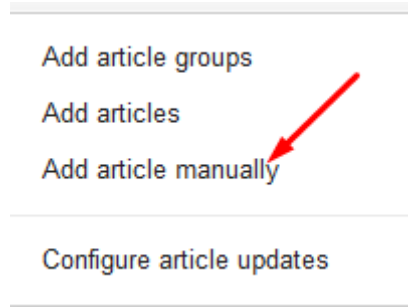 Add article groups
Add articles
Add article manually
Configure article updates